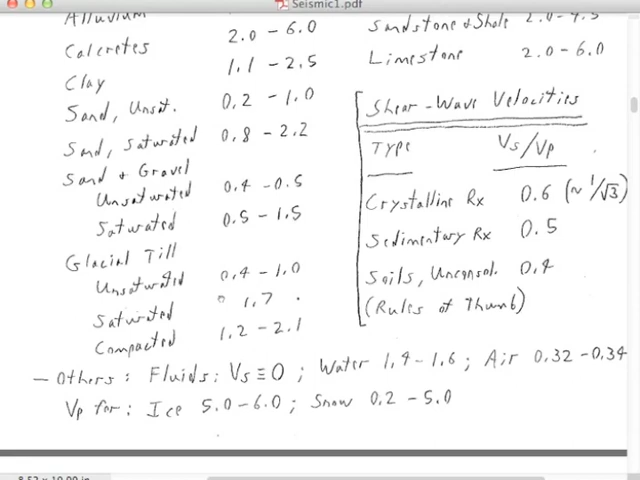 Seismic1.pdf
Alluvium
Calcretes 2.0 - 6.0
Clay 1.1 - 2.5
Sand, Unsat. 0.2 - 1.0
Sand, Saturated 0.8 - 2.2
Sand & Gravel
Unsaturated 0.4 - 0.5
Saturated 0.5 - 1.5
Glacial Till
Unsaturated 0.4 - 1.0
Saturated 1.7
Compacted 1.2 - 2.1
Sandstone & Shale 2.0 - 4.5
Limestone 2.0 - 6.0
Shear-Wave Velocities
Type Vs/Vp
Crystalline Rx 0.6 (~ 1/√3)
Sedimentary Rx 0.5
Soils, Unconsol. 0.4
(Rules of Thumb)
- Others: Fluids: Vs ≡ 0 ; Water 1.4 - 1.6 ; Air 0.32 - 0.34
Vp for: Ice 5.0 - 6.0 ; Snow 0.2 - 5.0